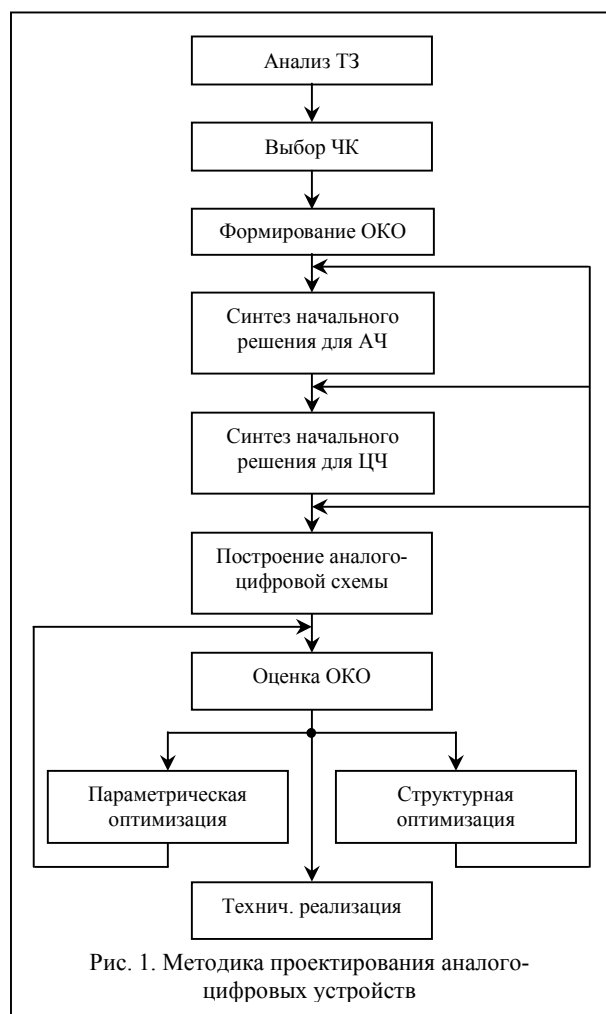 Анализ ТЗ
Выбор ЧК
Формирование ОКО
Синтез начального
решения для АЧ
Синтез начального
решения для ЦЧ
Построение аналого-
цифровой схемы
Оценка ОКО
Параметрическая
оптимизация
Структурная
оптимизация
Технич. реализация
Рис. 1. Методика проектирования аналого-
цифровых устройств